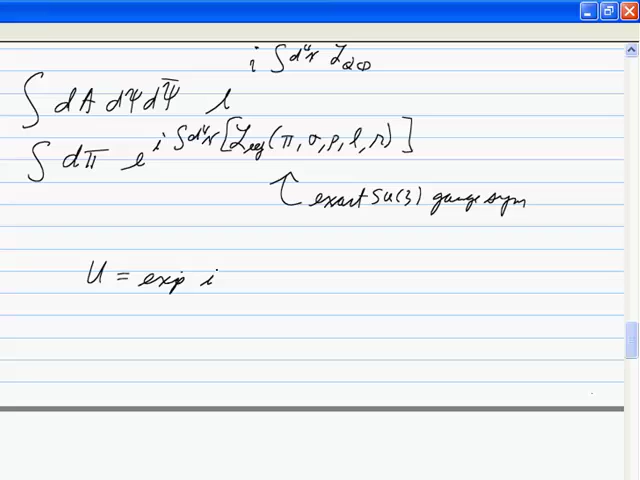 i ∫d⁴x ℒ_QCD
∫ dA dΨ dΨ̄ e
∫ dπ e^{i ∫d⁴x [ℒ_eff (π, σ, ρ, l, r)]}
↑ exact SU(3) gauge sym
U = exp i